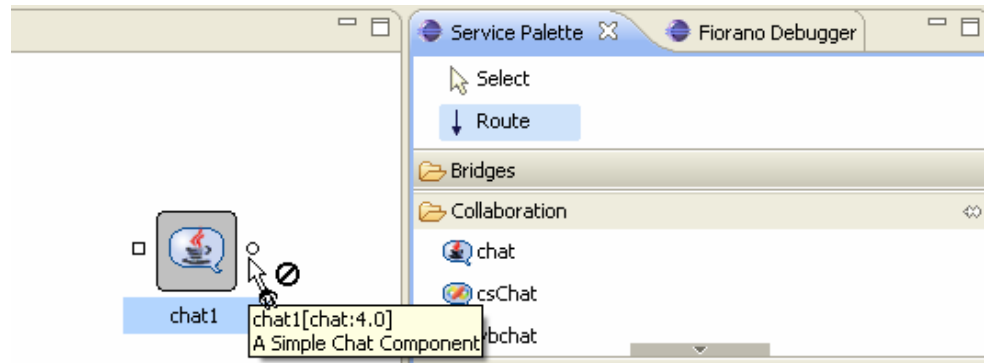 Service Palette
Fiorano Debugger
Select
Route
Bridges
Collaboration
chat
csChat
chat1
chat1[chat:4.0]
A Simple Chat Component